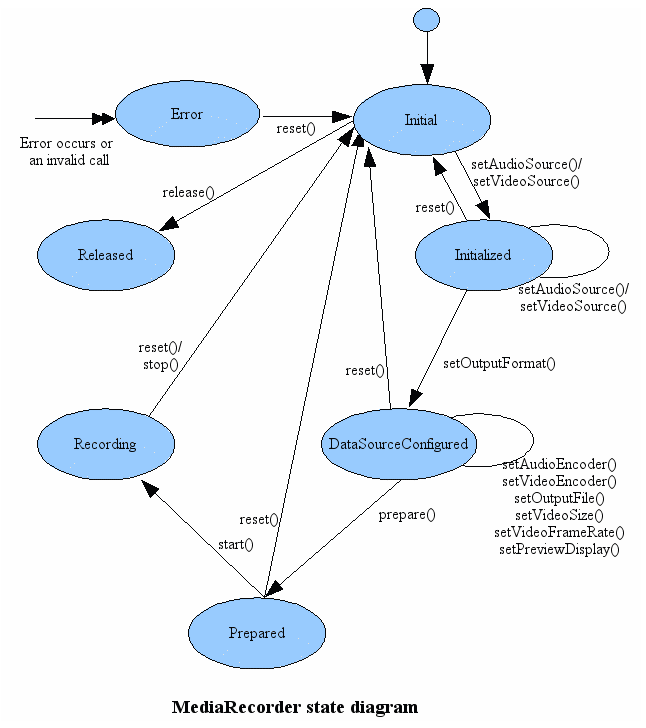 Error
Initial
reset()
Error occurs or
an invalid call
setAudioSource()/
setVideoSource()
release()
reset()
Released
Initialized
setAudioSource()/
setVideoSource()
reset()/
stop()
setOutputFormat()
reset()
Recording
DataSourceConfigured
setAudioEncoder()
setVideoEncoder()
setOutputFile()
setVideoSize()
setVideoFrameRate()
setPreviewDisplay()
reset()
prepare()
start()
Prepared
MediaRecorder state diagram